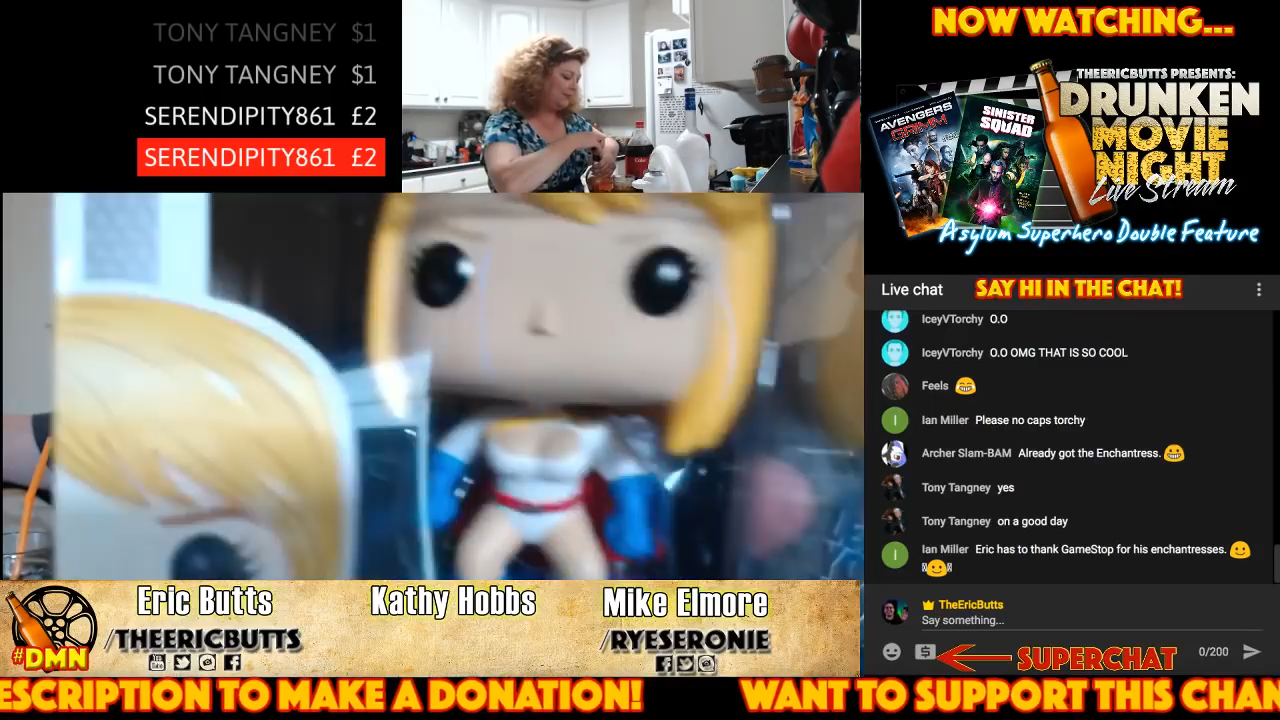 TONY TANGNEY $1
TONY TANGNEY $1
SERENDIPITY861 £2
SERENDIPITY861 £2
NOW WATCHING...
THEERICBUTTS PRESENTS:
DRUNKEN
MOVIE
NIGHT
Live Stream
AVENGERS
GRIMM
SINISTER
SQUAD
Asylum Superhero Double Feature
Live chat
SAY HI IN THE CHAT!
IceyVTorchy O.O
IceyVTorchy O.O OMG THAT IS SO COOL
Feels 😂
Ian Miller Please no caps torchy
Archer Slam-BAM Already got the Enchantress. 😀
Tony Tangney yes
Tony Tangney on a good day
Ian Miller Eric has to thank GameStop for his enchantresses. 🙂
🙂
TheEricButts
Say something...
SUPERCHAT
0/200
#DMN
Eric Butts
/THEERICBUTTS
Kathy Hobbs
Mike Elmore
/RYESERONIE
ESCRIPTION TO MAKE A DONATION! WANT TO SUPPORT THIS CHAN